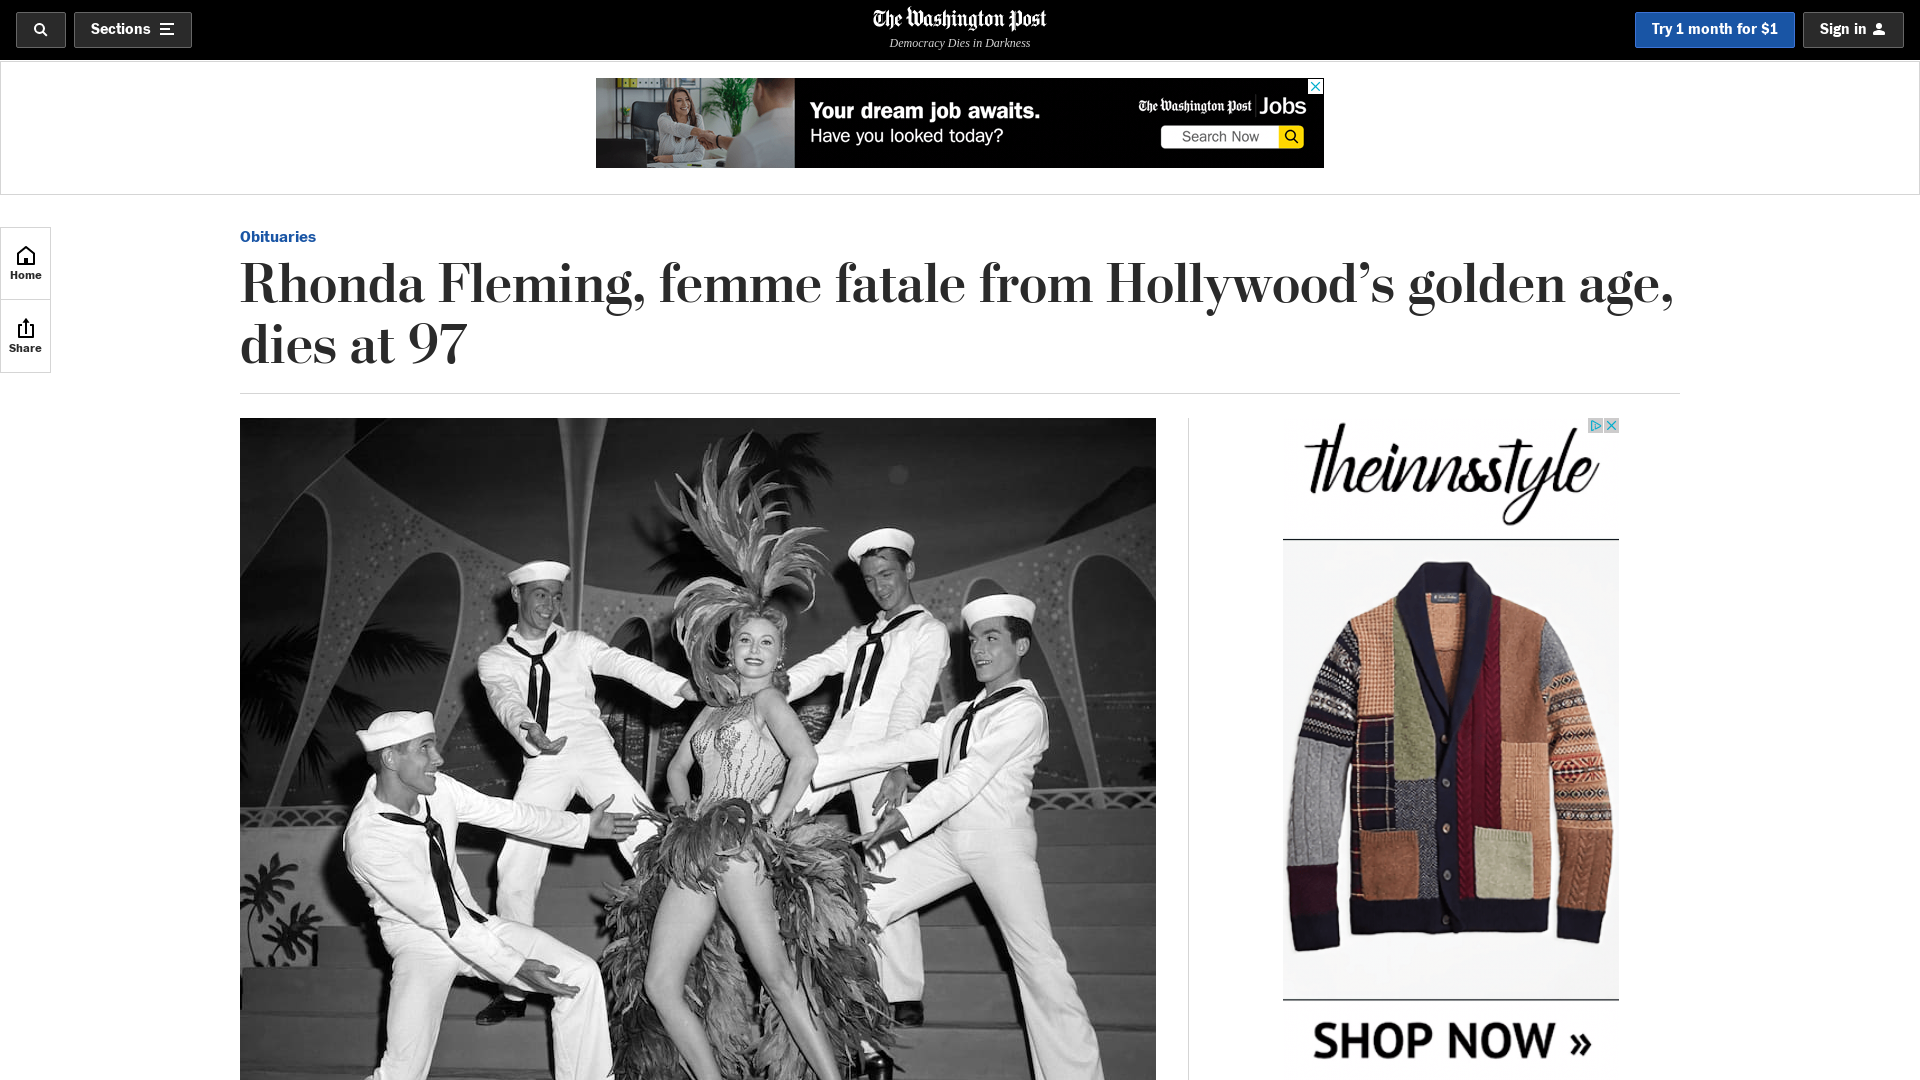 Sections
The Washington Post
Democracy Dies in Darkness
Try 1 month for $1
Sign in
Your dream job awaits.
Have you looked today?
The Washington Post Jobs
Search Now
Home
Share
Obituaries
Rhonda Fleming, femme fatale from Hollywood’s golden age,
dies at 97
theinnsstyle
SHOP NOW »